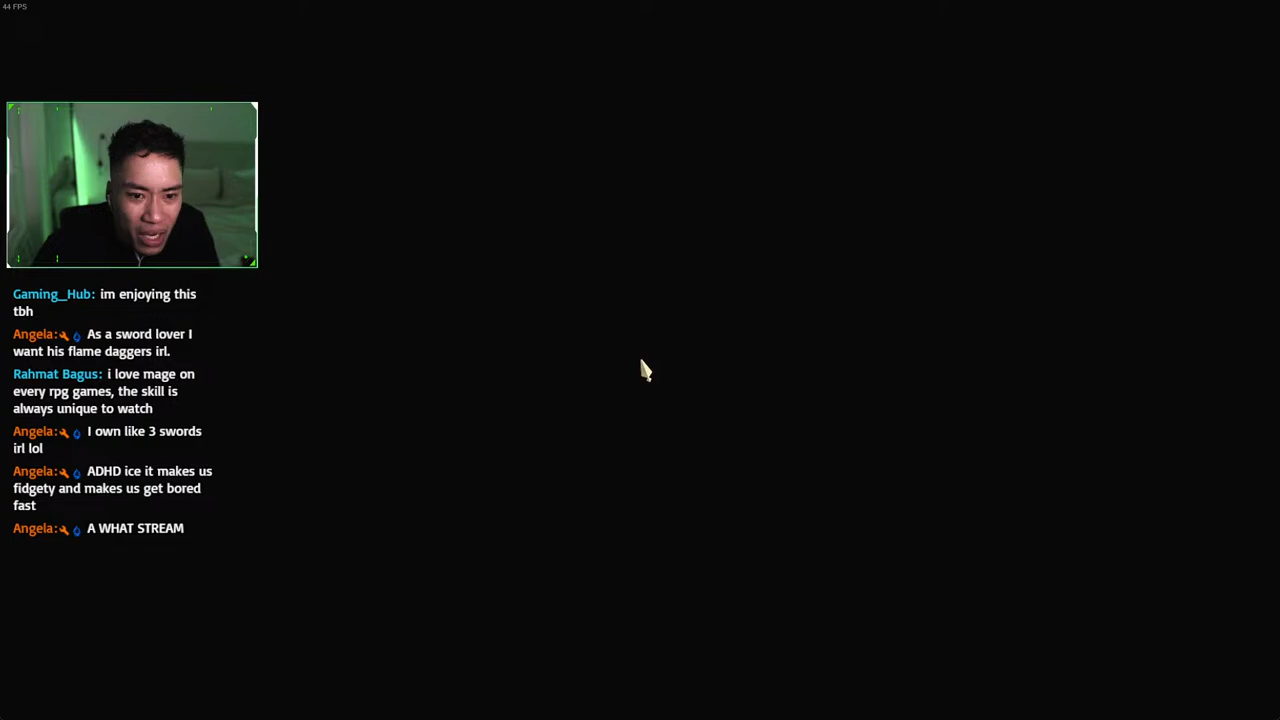 44 FPS
Gaming_Hub: im enjoying this
tbh
Angela: As a sword lover I
want his flame daggers irl.
Rahmat Bagus: i love mage on
every rpg games, the skill is
always unique to watch
Angela: I own like 3 swords
irl lol
Angela: ADHD ice it makes us
fidgety and makes us get bored
fast
Angela: A WHAT STREAM